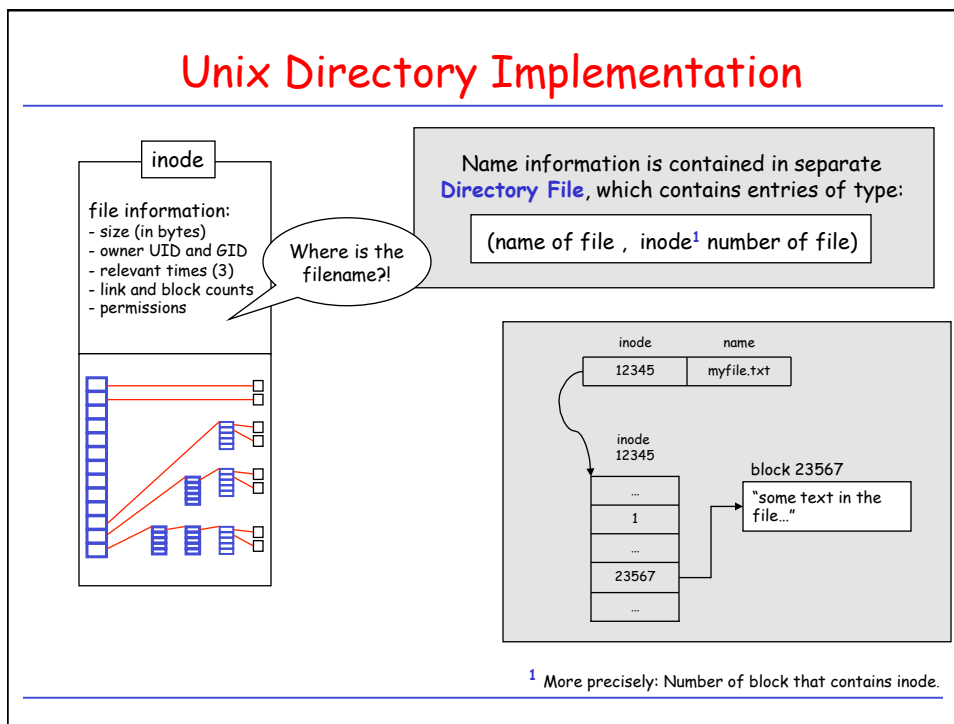 Unix Directory Implementation
inode
file information:
- size (in bytes)
- owner UID and GID
- relevant times (3)
- link and block counts
- permissions
Where is the
filename?!
Name information is contained in separate
Directory File, which contains entries of type:
(name of file , inode¹ number of file)
inode name
12345 myfile.txt
inode
12345
…
1
…
23567
…
block 23567
“some text in the
file…”
¹ More precisely: Number of block that contains inode.